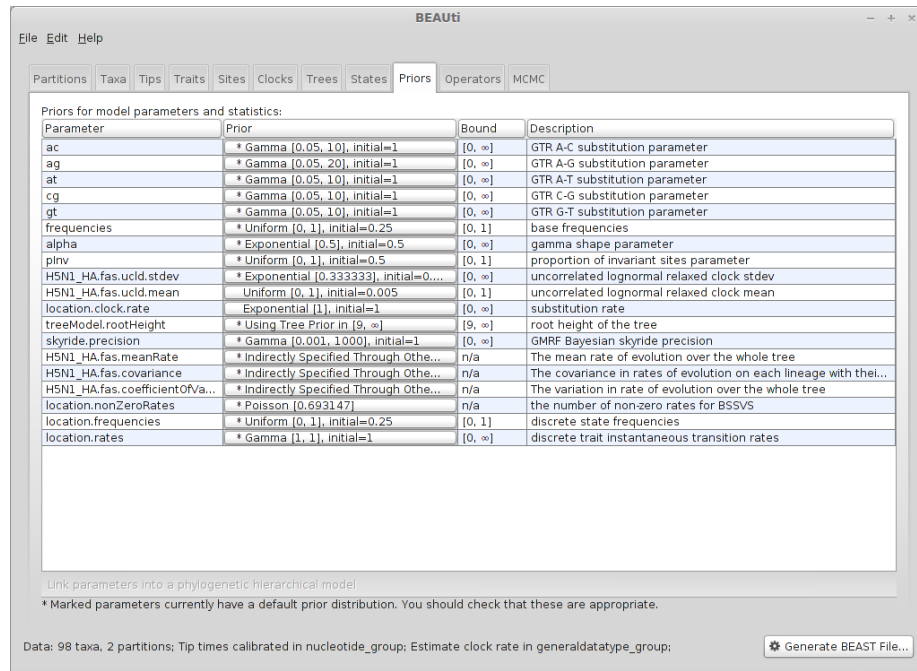 BEAUti
File Edit Help
Partitions Taxa Tips Traits Sites Clocks Trees States Priors Operators MCMC
Priors for model parameters and statistics:
Parameter Prior Bound Description
ac * Gamma [0.05, 10], initial=1 [0, ∞] GTR A-C substitution parameter
ag * Gamma [0.05, 20], initial=1 [0, ∞] GTR A-G substitution parameter
at * Gamma [0.05, 10], initial=1 [0, ∞] GTR A-T substitution parameter
cg * Gamma [0.05, 10], initial=1 [0, ∞] GTR C-G substitution parameter
gt * Gamma [0.05, 10], initial=1 [0, ∞] GTR G-T substitution parameter
frequencies * Uniform [0, 1], initial=0.25 [0, 1] base frequencies
alpha * Exponential [0.5], initial=0.5 [0, ∞] gamma shape parameter
pInv * Uniform [0, 1], initial=0.5 [0, 1] proportion of invariant sites parameter
H5N1_HA.fas.ucld.stdev * Exponential [0.333333], initial=0.... [0, ∞] uncorrelated lognormal relaxed clock stdev
H5N1_HA.fas.ucld.mean Uniform [0, 1], initial=0.005 [0, 1] uncorrelated lognormal relaxed clock mean
location.clock.rate Exponential [1], initial=1 [0, ∞] substitution rate
treeModel.rootHeight * Using Tree Prior in [9, ∞] [9, ∞] root height of the tree
skyride.precision * Gamma [0.001, 1000], initial=1 [0, ∞] GMRF Bayesian skyride precision
H5N1_HA.fas.meanRate * Indirectly Specified Through Othe... n/a The mean rate of evolution over the whole tree
H5N1_HA.fas.covariance * Indirectly Specified Through Othe... n/a The covariance in rates of evolution on each lineage with thei...
H5N1_HA.fas.coefficientOfVa... * Indirectly Specified Through Othe... n/a The variation in rate of evolution over the whole tree
location.nonZeroRates * Poisson [0.693147] n/a the number of non-zero rates for BSSVS
location.frequencies * Uniform [0, 1], initial=0.25 [0, 1] discrete state frequencies
location.rates * Gamma [1, 1], initial=1 [0, ∞] discrete trait instantaneous transition rates
Link parameters into a phylogenetic hierarchical model
* Marked parameters currently have a default prior distribution. You should check that these are appropriate.
Data: 98 taxa, 2 partitions; Tip times calibrated in nucleotide_group; Estimate clock rate in generaldatatype_group; Generate BEAST File...